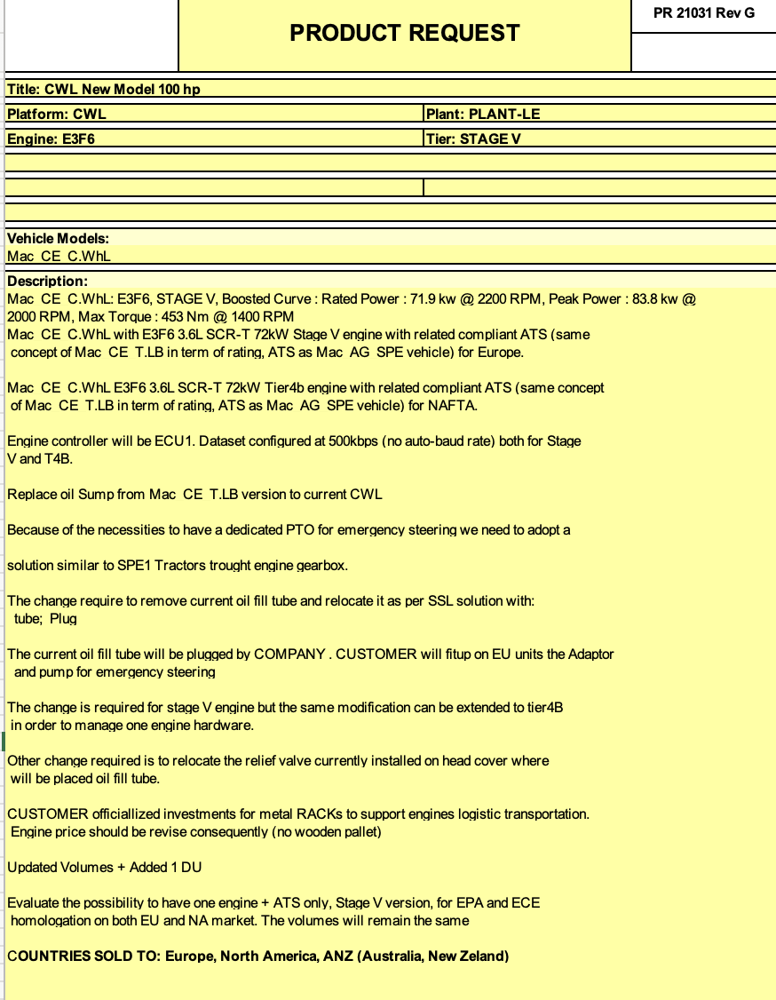 PR 21031 Rev G
PRODUCT REQUEST
Title: CWL New Model 100 hp
Platform: CWL
Plant: PLANT-LE
Engine: E3F6
Tier: STAGE V
Vehicle Models:
Mac CE C.WhL
Description:
Mac CE C.WhL: E3F6, STAGE V, Boosted Curve : Rated Power : 71.9 kw @ 2200 RPM, Peak Power : 83.8 kw @
2000 RPM, Max Torque : 453 Nm @ 1400 RPM
Mac CE C.WhL with E3F6 3.6L SCR-T 72kW Stage V engine with related compliant ATS (same
concept of Mac CE T.LB in term of rating, ATS as Mac AG SPE vehicle) for Europe.
Mac CE C.WhL E3F6 3.6L SCR-T 72kW Tier4b engine with related compliant ATS (same concept
of Mac CE T.LB in term of rating, ATS as Mac AG SPE vehicle) for NAFTA.
Engine controller will be ECU1. Dataset configured at 500kbps (no auto-baud rate) both for Stage
V and T4B.
Replace oil Sump from Mac CE T.LB version to current CWL
Because of the necessities to have a dedicated PTO for emergency steering we need to adopt a
solution similar to SPE1 Tractors trought engine gearbox.
The change require to remove current oil fill tube and relocate it as per SSL solution with:
tube; Plug
The current oil fill tube will be plugged by COMPANY . CUSTOMER will fitup on EU units the Adaptor
and pump for emergency steering
The change is required for stage V engine but the same modification can be extended to tier4B
in order to manage one engine hardware.
Other change required is to relocate the relief valve currently installed on head cover where
will be placed oil fill tube.
CUSTOMER officiallized investments for metal RACKs to support engines logistic transportation.
Engine price should be revise consequently (no wooden pallet)
Updated Volumes + Added 1 DU
Evaluate the possibility to have one engine + ATS only, Stage V version, for EPA and ECE
homologation on both EU and NA market. The volumes will remain the same
COUNTRIES SOLD TO: Europe, North America, ANZ (Australia, New Zeland)